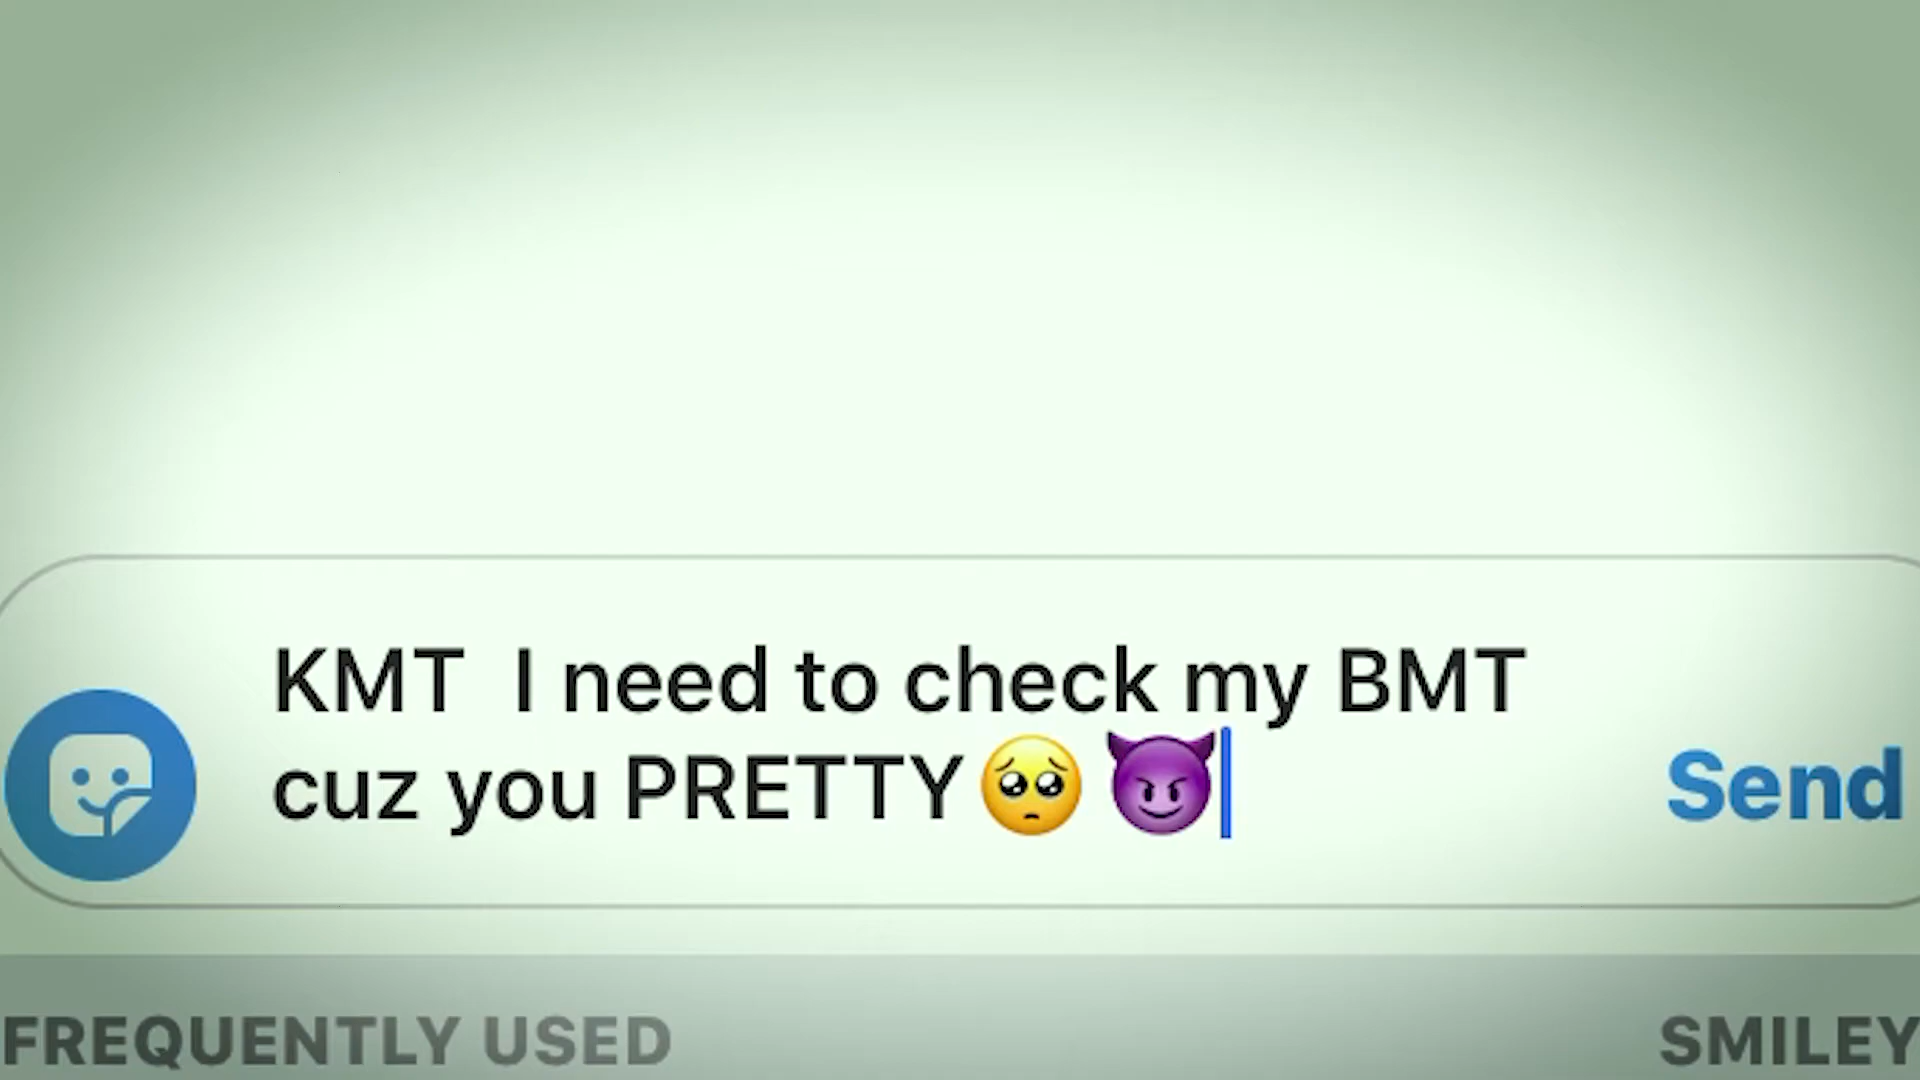 KMT  I need to check my BMT
cuz you PRETTY🥺😈
Send
FREQUENTLY USED
SMILEY